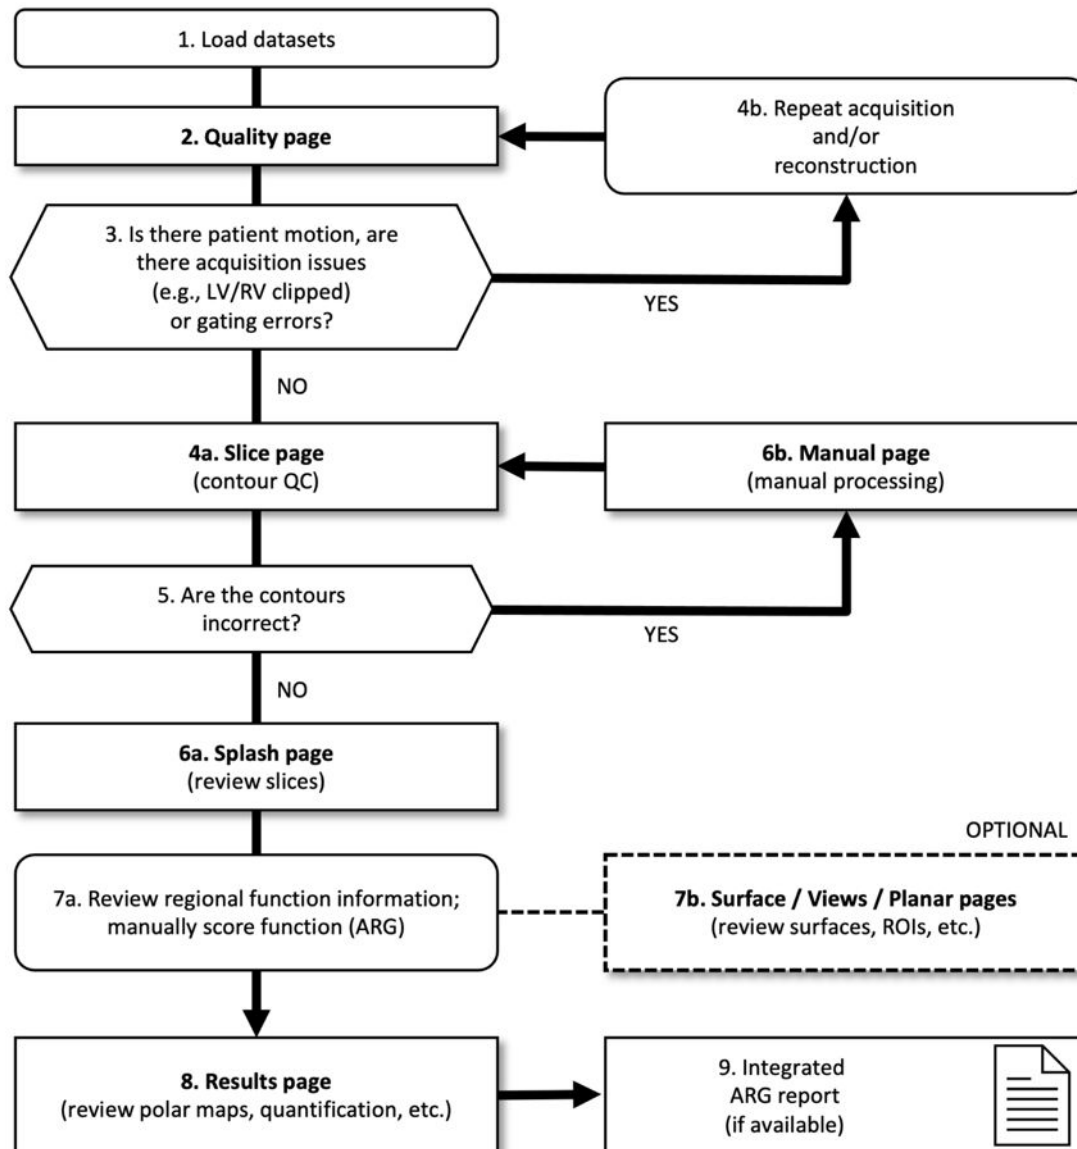 1. Load datasets
2. Quality page
4b. Repeat acquisition
and/or
reconstruction
3. Is there patient motion, are
there acquisition issues
(e.g., LV/RV clipped)
or gating errors?
YES
NO
4a. Slice page
(contour QC)
6b. Manual page
(manual processing)
5. Are the contours
incorrect?
YES
NO
6a. Splash page
(review slices)
OPTIONAL
7a. Review regional function information;
manually score function (ARG)
7b. Surface / Views / Planar pages
(review surfaces, ROIs, etc.)
8. Results page
(review polar maps, quantification, etc.)
9. Integrated
ARG report
(if available)